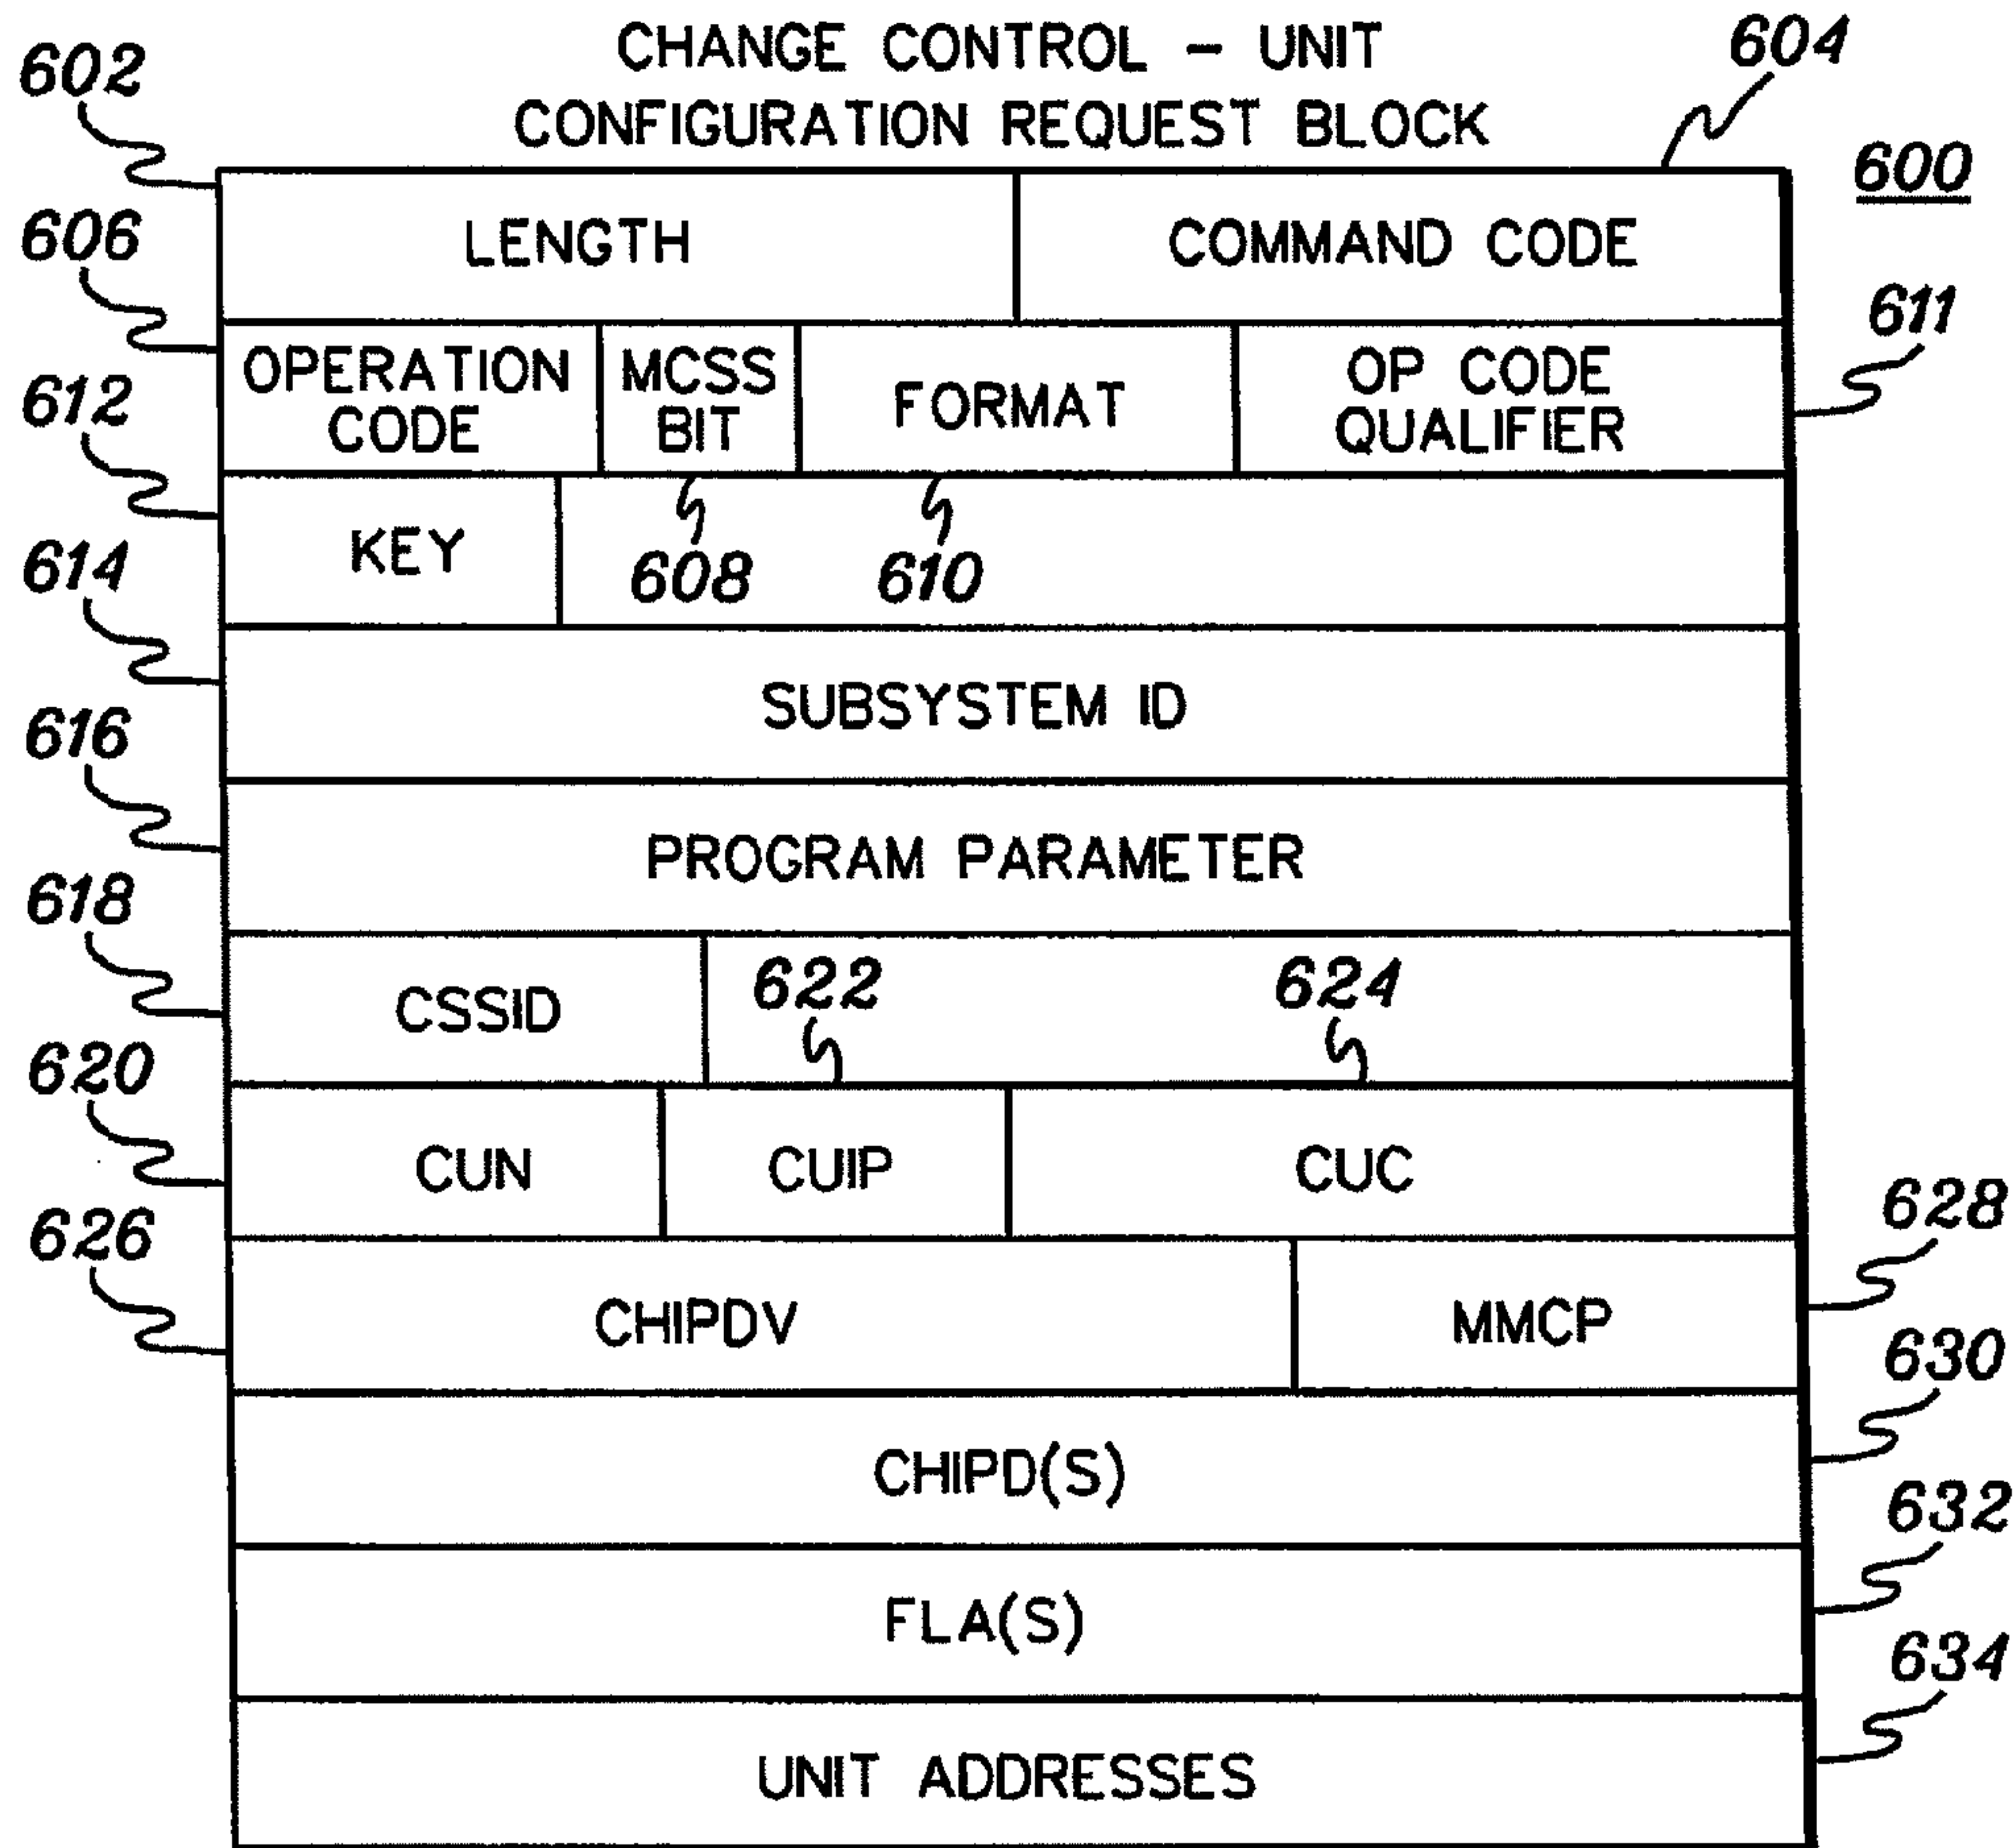 CHANGE CONTROL - UNIT
CONFIGURATION REQUEST BLOCK
600
602
LENGTH
COMMAND CODE
604
606
OPERATION
CODE
MCSS
BIT
FORMAT
OP CODE
QUALIFIER
611
612
KEY
608
610
614
SUBSYSTEM ID
616
PROGRAM PARAMETER
618
CSSID
622
624
620
CUN
CUIP
CUC
626
CHIPDV
MMCP
628
CHIPD(S)
630
FLA(S)
632
UNIT ADDRESSES
634